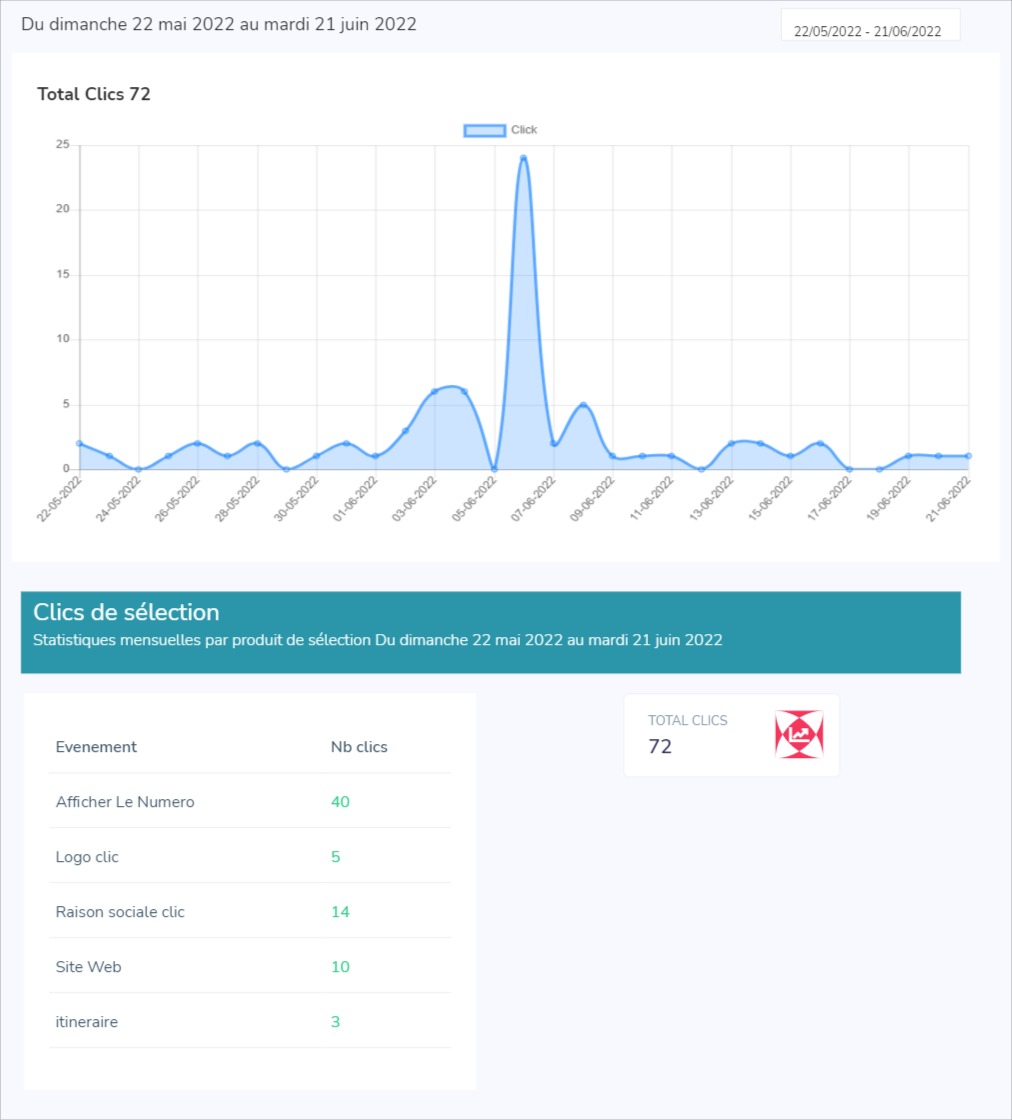 Du dimanche 22 mai 2022 au mardi 21 juin 2022
22/05/2022 - 21/06/2022
Total Clics 72
Click
25
20
15
10
5
0
22-05-2022 24-05-2022 26-05-2022 28-05-2022 30-05-2022 01-06-2022 03-06-2022 05-06-2022 07-06-2022 09-06-2022 11-06-2022 13-06-2022 15-06-2022 17-06-2022 19-06-2022 21-06-2022
Clics de sélection
Statistiques mensuelles par produit de sélection Du dimanche 22 mai 2022 au mardi 21 juin 2022
Evenement Nb clics
Afficher Le Numero 40
Logo clic 5
Raison sociale clic 14
Site Web 10
itineraire 3
TOTAL CLICS
72